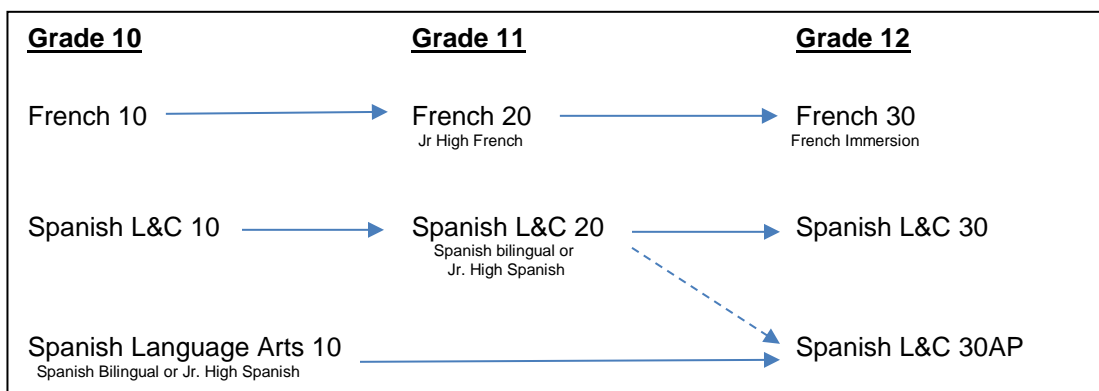 Grade 10 Grade 11 Grade 12
French 10 French 20 French 30
Jr High French French Immersion
Spanish L&C 10 Spanish L&C 20 Spanish L&C 30
Spanish bilingual or
Jr. High Spanish
Spanish Language Arts 10 Spanish L&C 30AP
Spanish Bilingual or Jr. High Spanish